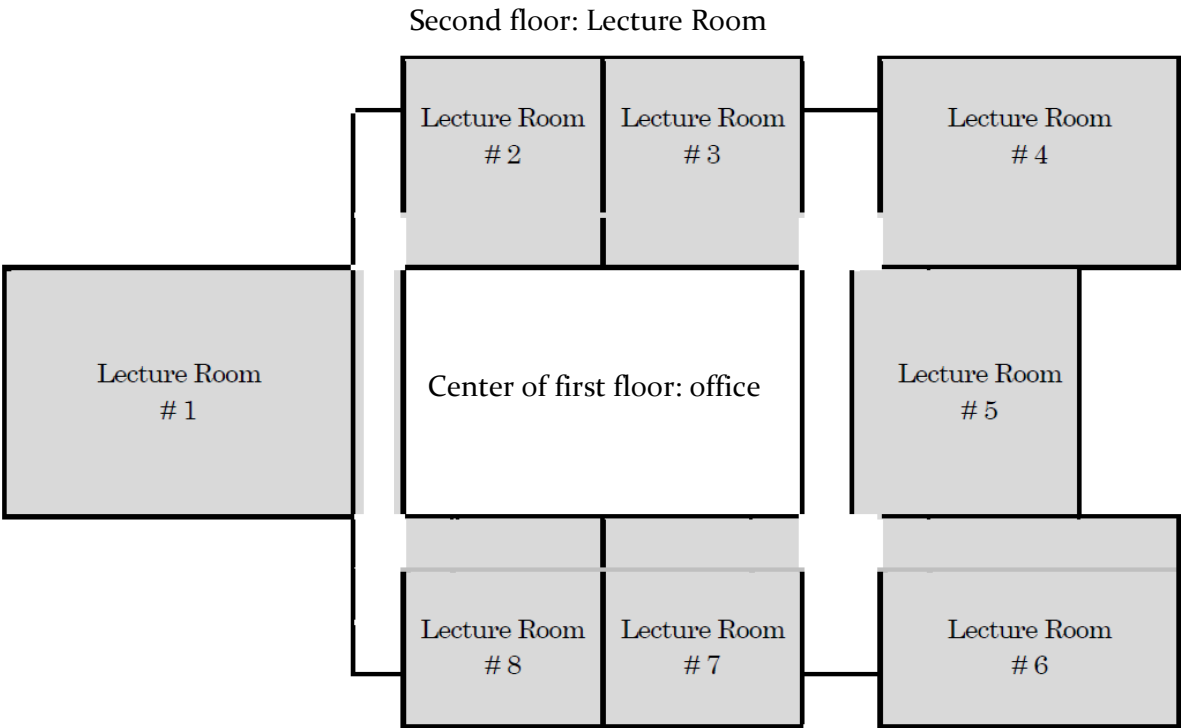 Second floor: Lecture Room
Lecture Room
# 2
Lecture Room
# 3
Lecture Room
# 4
Lecture Room
# 1
Center of first floor: office
Lecture Room
# 5
Lecture Room
# 8
Lecture Room
# 7
Lecture Room
# 6